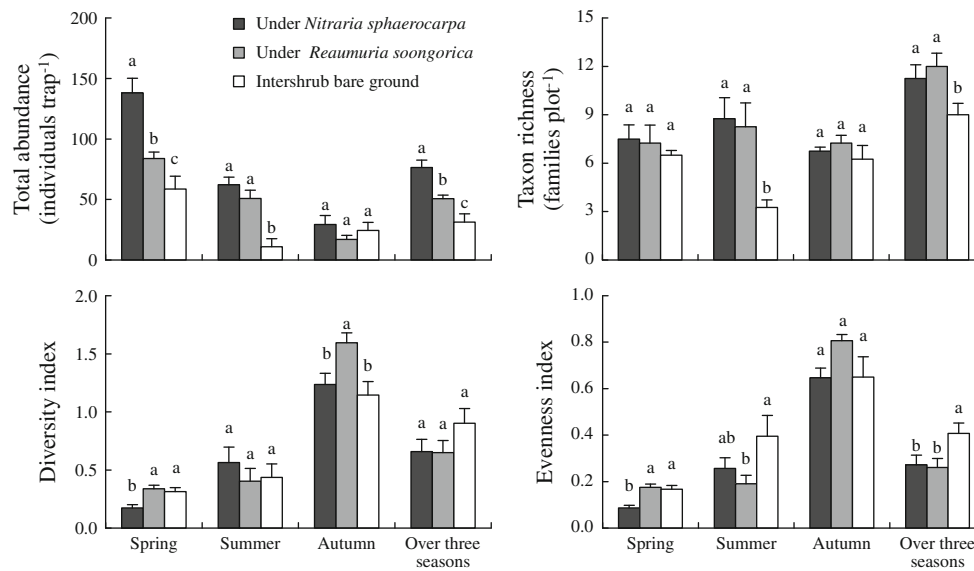 Total abundance
(individuals trap⁻¹)
200
150
100
50
0
Under Nitraria sphaerocarpa
Under Reaumuria soongorica
Intershrub bare ground
a
b
c
a
a
b
a
a
a
a
b
c
Taxon richness
(families plot⁻¹)
15
12
9
6
3
0
a
a
a
a
a
b
a
a
a
a
a
b
Diversity index
2.0
1.5
1.0
0.5
0.0
b
a
a
a
a
a
b
a
b
a
a
a
Spring
Summer
Autumn
Over three
seasons
Evenness index
1.0
0.8
0.6
0.4
0.2
0.0
b
a
a
ab
b
a
a
a
a
b
b
a
Spring
Summer
Autumn
Over three
seasons